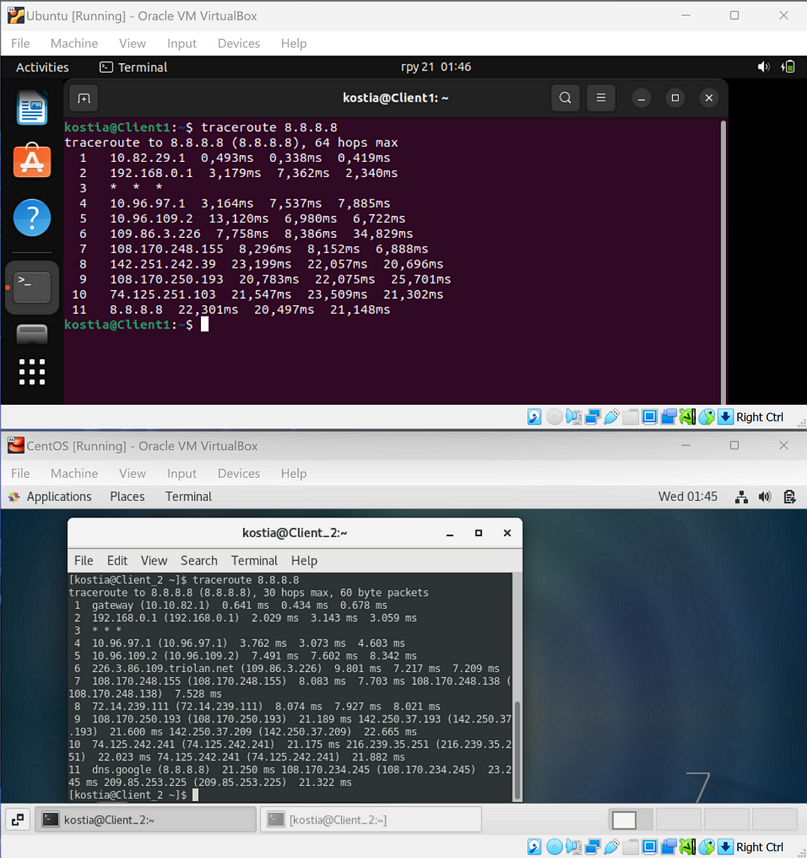 Ubuntu [Running] - Oracle VM VirtualBox
File Machine View Input Devices Help
Activities Terminal гру 21 01:46
kostia@Client1: ~
kostia@Client1:~$ traceroute 8.8.8.8
traceroute to 8.8.8.8 (8.8.8.8), 64 hops max
1 10.82.29.1 0,493ms 0,338ms 0,419ms
2 192.168.0.1 3,179ms 7,362ms 2,340ms
3 * * *
4 10.96.97.1 3,164ms 7,537ms 7,885ms
5 10.96.109.2 13,120ms 6,980ms 6,722ms
6 109.86.3.226 7,758ms 8,386ms 34,829ms
7 108.170.248.155 8,296ms 8,152ms 6,888ms
8 142.251.242.39 23,199ms 22,057ms 20,696ms
9 108.170.250.193 20,783ms 22,075ms 25,701ms
10 74.125.251.103 21,547ms 23,509ms 21,302ms
11 8.8.8.8 22,301ms 20,497ms 21,148ms
kostia@Client1:~$
Right Ctrl
CentOS [Running] - Oracle VM VirtualBox
File Machine View Input Devices Help
Applications Places Terminal Wed 01:45
kostia@Client_2:~
File Edit View Search Terminal Help
[kostia@Client_2 ~]$ traceroute 8.8.8.8
traceroute to 8.8.8.8 (8.8.8.8), 30 hops max, 60 byte packets
1 gateway (10.10.82.1) 0.641 ms 0.434 ms 0.678 ms
2 192.168.0.1 (192.168.0.1) 2.029 ms 3.143 ms 3.059 ms
3 * * *
4 10.96.97.1 (10.96.97.1) 3.762 ms 3.073 ms 4.603 ms
5 10.96.109.2 (10.96.109.2) 7.491 ms 7.602 ms 8.342 ms
6 226.3.86.109.triolan.net (109.86.3.226) 9.801 ms 7.217 ms 7.209 ms
7 108.170.248.155 (108.170.248.155) 8.083 ms 7.703 ms 108.170.248.138 (
108.170.248.138) 7.528 ms
8 72.14.239.111 (72.14.239.111) 8.074 ms 7.927 ms 8.021 ms
9 108.170.250.193 (108.170.250.193) 21.189 ms 142.250.37.193 (142.250.37
.193) 21.600 ms 142.250.37.209 (142.250.37.209) 22.665 ms
10 74.125.242.241 (74.125.242.241) 21.175 ms 216.239.35.251 (216.239.35.2
51) 22.023 ms 74.125.242.241 (74.125.242.241) 21.882 ms
11 dns.google (8.8.8.8) 21.250 ms 108.170.234.245 (108.170.234.245) 23.2
45 ms 209.85.253.225 (209.85.253.225) 21.322 ms
[kostia@Client_2 ~]$
7
kostia@Client_2:~ [kostia@Client_2:~]
Right Ctrl